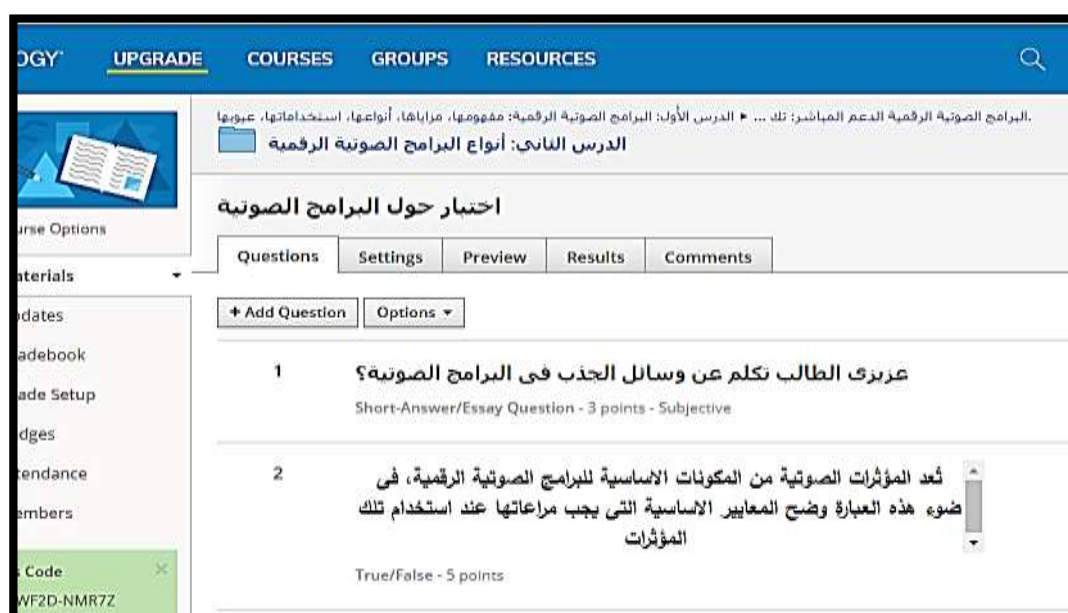 OGY UPGRADE COURSES GROUPS RESOURCES
البرامج الصوتية الرقمية الدعم المباشر: تك ... ▸ الدرس الأول: البرامج الصوتية الرقمية: مفهومها، مزاياها، أنواعها، استخداماتها، عيوبها.
الدرس الثاني: أنواع البرامج الصوتية الرقمية
اختبار حول البرامج الصوتية
urse Options
Questions Settings Preview Results Comments
aterials
+ Add Question Options
dates
adebook
1 عزيزى الطالب تكلم عن وسائل الجذب فى البرامج الصوتية؟
ade Setup
Short-Answer/Essay Question - 3 points - Subjective
dges
tendance
2 تُعد المؤثرات الصوتية من المكونات الاساسية للبرامج الصوتية الرقمية، فى
embers
ضوء هذه العبارة وضح المعايير الاساسية التى يجب مراعاتها عند استخدام تلك
المؤثرات
s Code
True/False - 5 points
WF2D-NMR7Z